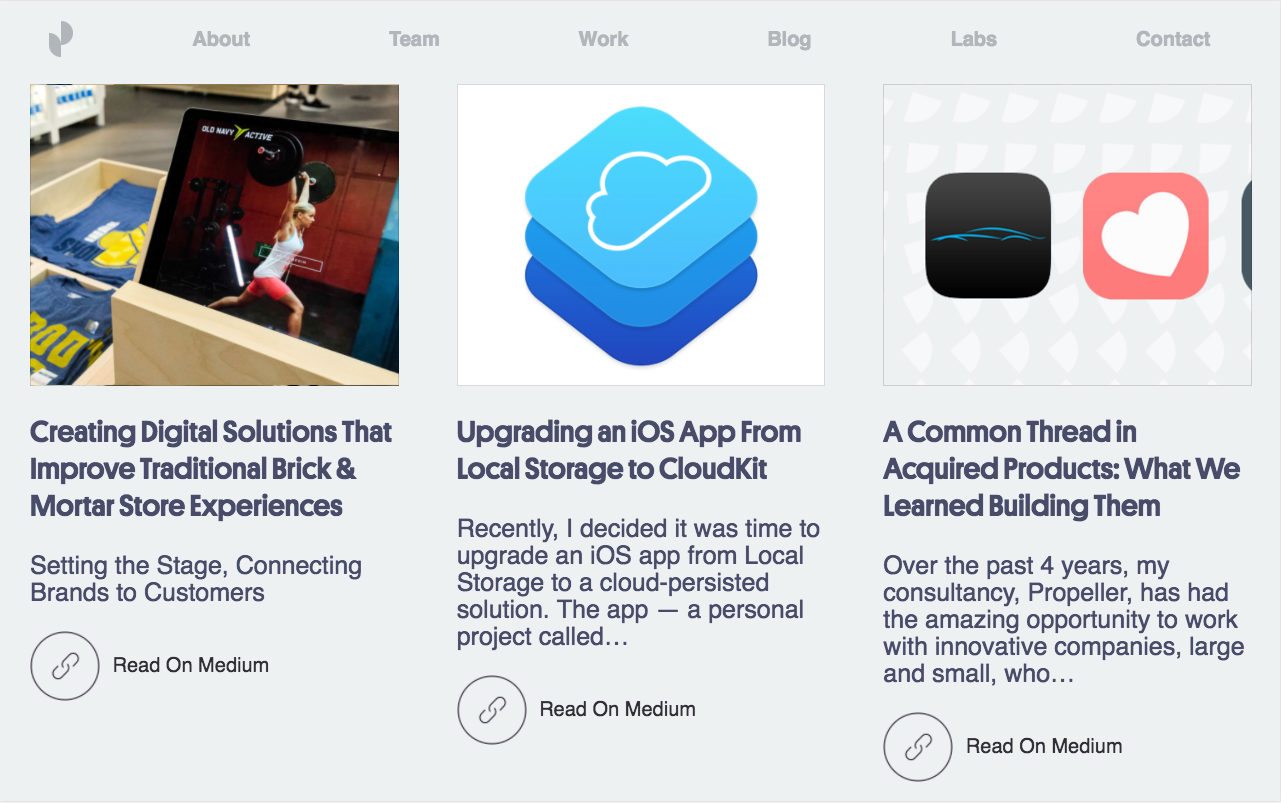 About
Team
Work
Blog
Labs
Contact
OLD NAVY ACTIVE
Creating Digital Solutions That
Improve Traditional Brick &
Mortar Store Experiences
Setting the Stage, Connecting
Brands to Customers
Read On Medium
Upgrading an iOS App From
Local Storage to CloudKit
Recently, I decided it was time to
upgrade an iOS app from Local
Storage to a cloud-persisted
solution. The app — a personal
project called…
Read On Medium
A Common Thread in
Acquired Products: What We
Learned Building Them
Over the past 4 years, my
consultancy, Propeller, has had
the amazing opportunity to work
with innovative companies, large
and small, who…
Read On Medium